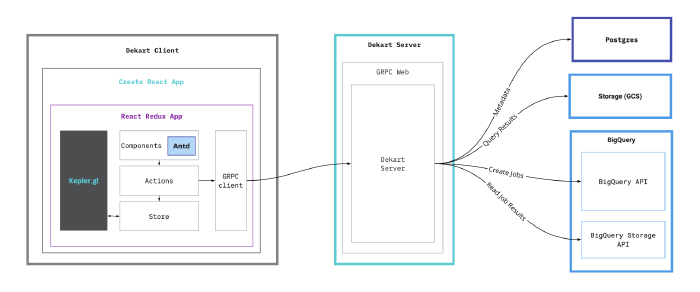 Dekart Client
Create React App
React Redux App
Kepler.gl
Components
Antd
Actions
Store
GRPC
client
Dekart Server
GRPC Web
Dekart
Server
Metadata
Query Results
Create Jobs
Read Job Results
Postgres
Storage (GCS)
BigQuery
BigQuery API
BigQuery Storage
API